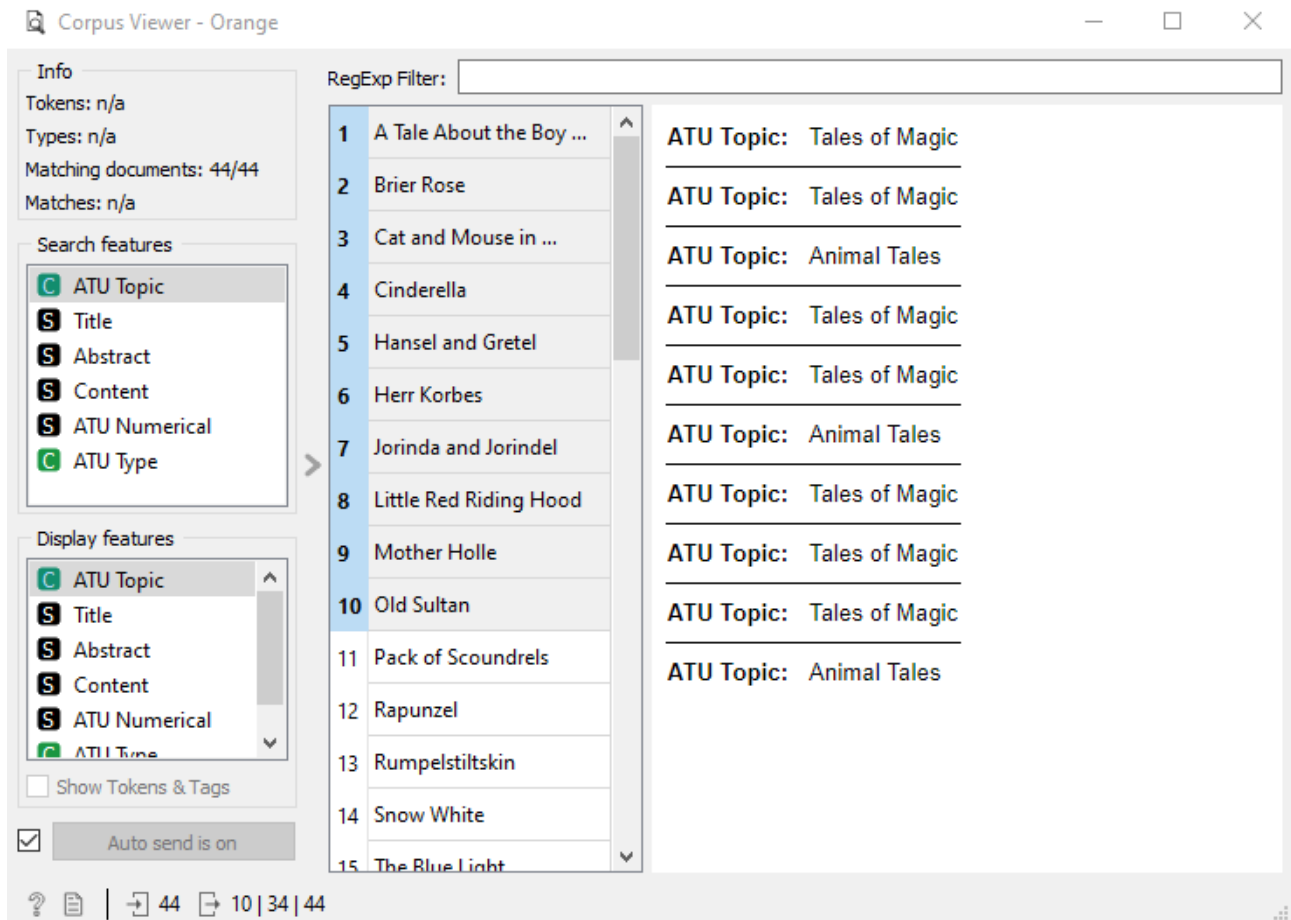 Corpus Viewer - Orange
Info
Tokens: n/a
Types: n/a
Matching documents: 44/44
Matches: n/a
Search features
C ATU Topic
S Title
S Abstract
S Content
S ATU Numerical
C ATU Type
Display features
C ATU Topic
S Title
S Abstract
S Content
S ATU Numerical
C ATU Type
Show Tokens & Tags
Auto send is on
RegExp Filter:
1 A Tale About the Boy ...
2 Brier Rose
3 Cat and Mouse in ...
4 Cinderella
5 Hansel and Gretel
6 Herr Korbes
7 Jorinda and Jorindel
8 Little Red Riding Hood
9 Mother Holle
10 Old Sultan
11 Pack of Scoundrels
12 Rapunzel
13 Rumpelstiltskin
14 Snow White
15 The Blue Light
ATU Topic: Tales of Magic
ATU Topic: Tales of Magic
ATU Topic: Animal Tales
ATU Topic: Tales of Magic
ATU Topic: Tales of Magic
ATU Topic: Animal Tales
ATU Topic: Tales of Magic
ATU Topic: Tales of Magic
ATU Topic: Tales of Magic
ATU Topic: Animal Tales
? 44 10 | 34 | 44